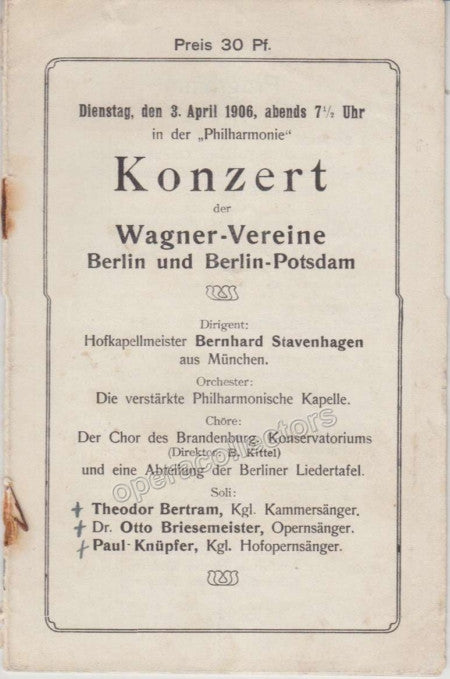 Preis 30 Pf.
Dienstag, den 3. April 1906, abends 7½ Uhr
in der „Philharmonie“
Konzert
der
Wagner-Vereine
Berlin und Berlin-Potsdam
Dirigent:
Hofkapellmeister Bernhard Stavenhagen
aus München.
Orchester:
Die verstärkte Philharmonische Kapelle.
Chöre:
Der Chor des Brandenburg. Konservatoriums
(Direktor: B. Kittel)
und eine Abteilung der Berliner Liedertafel.
Soli:
Theodor Bertram, Kgl. Kammersänger.
Dr. Otto Briesemeister, Opernsänger.
Paul Knüpfer, Kgl. Hofopernsänger.
operacollectors